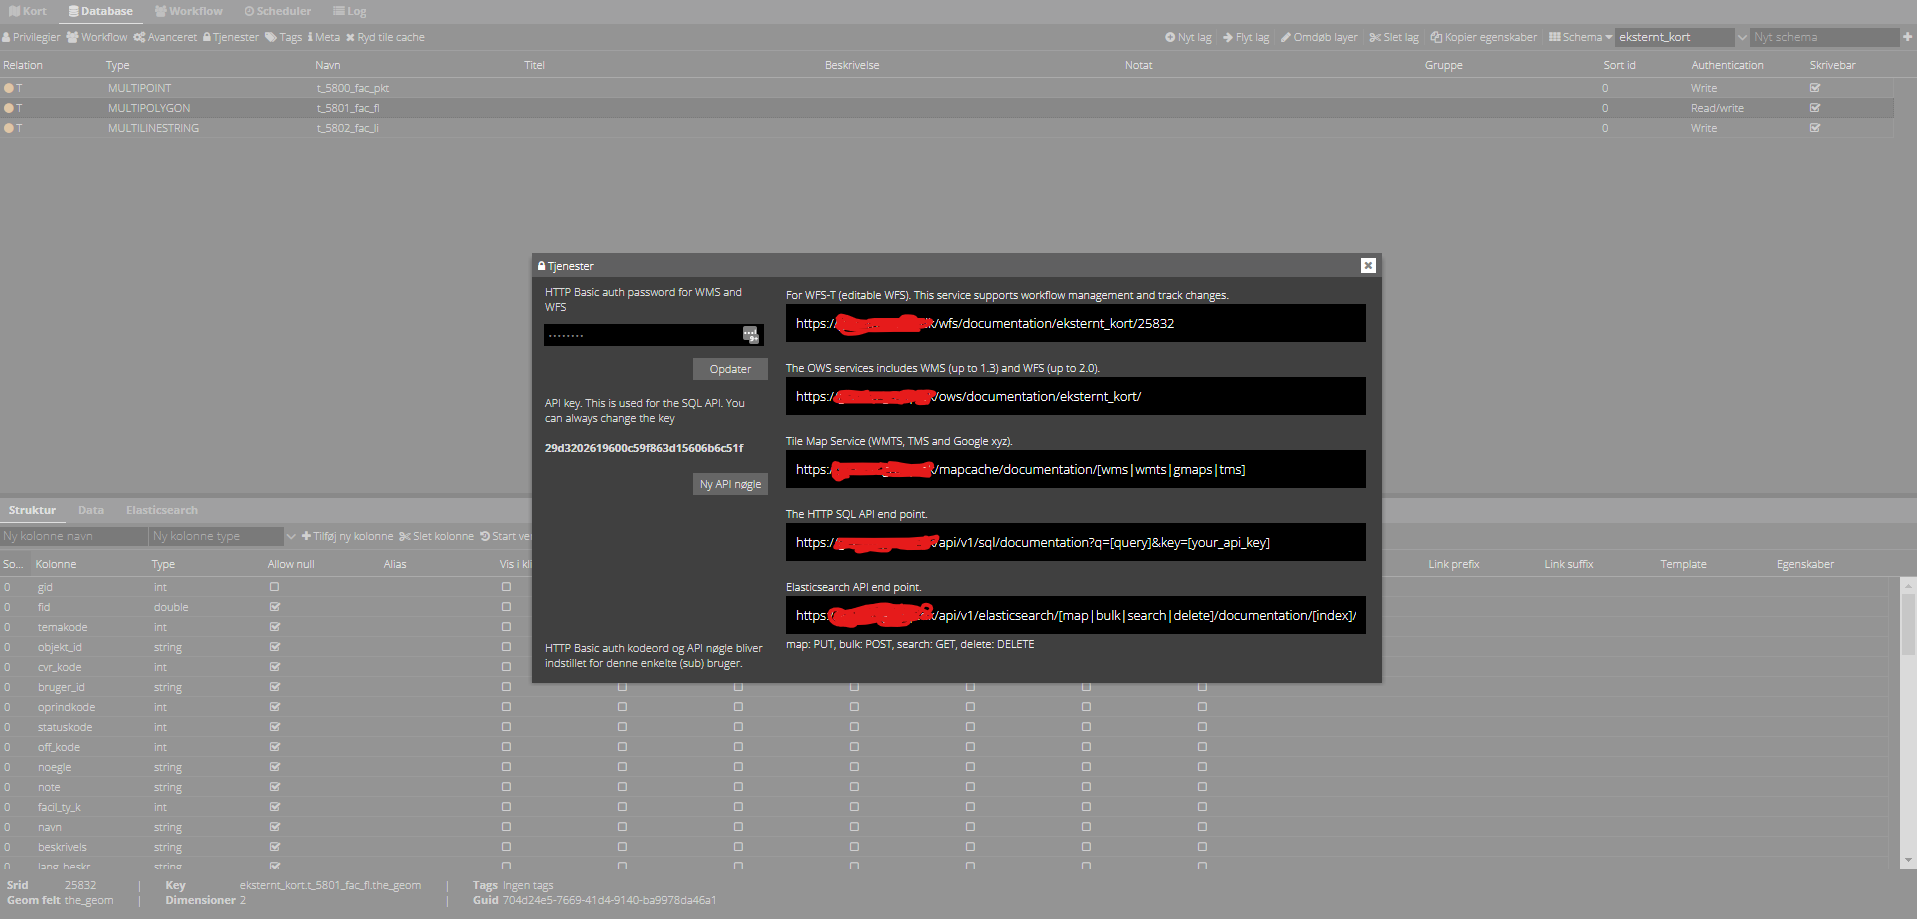 Kort Database Workflow Scheduler Log
Privilegier Workflow Avanceret Tjenester Tags Meta Ryd tile cache Nyt lag Flyt lag Omdøb layer Slet lag Kopier egenskaber Schema eksternt_kort Nyt schema
Relation Type Navn Titel Beskrivelse Notat Gruppe Sort id Authentication Skrivebar
T MULTIPOINT t_5800_fac_pkt 0 Write
T MULTIPOLYGON t_5801_fac_fl 0 Read/write
T MULTILINESTRING t_5802_fac_li 0 Write
Tjenester
HTTP Basic auth password for WMS and
WFS
........
Opdater
API key. This is used for the SQL API. You
can always change the key
29d3202619600c59f863d15606b6c51f
Ny API nøgle
HTTP Basic auth kodeord og API nøgle bliver
indstillet for denne enkelte (sub) bruger.
For WFS-T (editable WFS). This service supports workflow management and track changes.
https:/ /wfs/documentation/eksternt_kort/25832
The OWS services includes WMS (up to 1.3) and WFS (up to 2.0).
https:/ /ows/documentation/eksternt_kort/
Tile Map Service (WMTS, TMS and Google xyz).
https:/ /mapcache/documentation/[wms|wmts|gmaps|tms]
The HTTP SQL API end point.
https:/ /api/v1/sql/documentation?q=[query]&key=[your_api_key]
Elasticsearch API end point.
https: /api/v1/elasticsearch/[map|bulk|search|delete]/documentation/[index]/
map: PUT, bulk: POST, search: GET, delete: DELETE
Struktur Data Elasticsearch
Ny kolonne navn Ny kolonne type Tilføj ny kolonne Slet kolonne Start ve
So... Kolonne Type Allow null Alias Vis i kli Link prefix Link suffix Template Egenskaber
0 gid int
0 fid double
0 temakode int
0 objekt_id string
0 cvr_kode int
0 bruger_id string
0 oprindkode int
0 statuskode int
0 off_kode int
0 noegle string
0 note string
0 facil_ty_k int
0 navn string
0 beskrivels string
0 lang_beskr string
Srid 25832 | Key eksternt_kort.t_5801_fac_fl.the_geom | Tags Ingen tags
Geom felt the_geom | Dimensioner 2 | Guid 704d24e5-7669-41d4-9140-ba9978da46a1